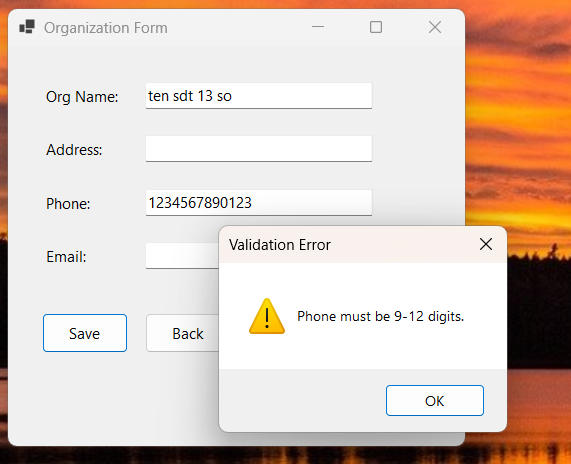 Organization Form
Org Name: ten sdt 13 so
Address:
Phone: 1234567890123
Validation Error
Email:
Phone must be 9-12 digits.
Save Back
OK